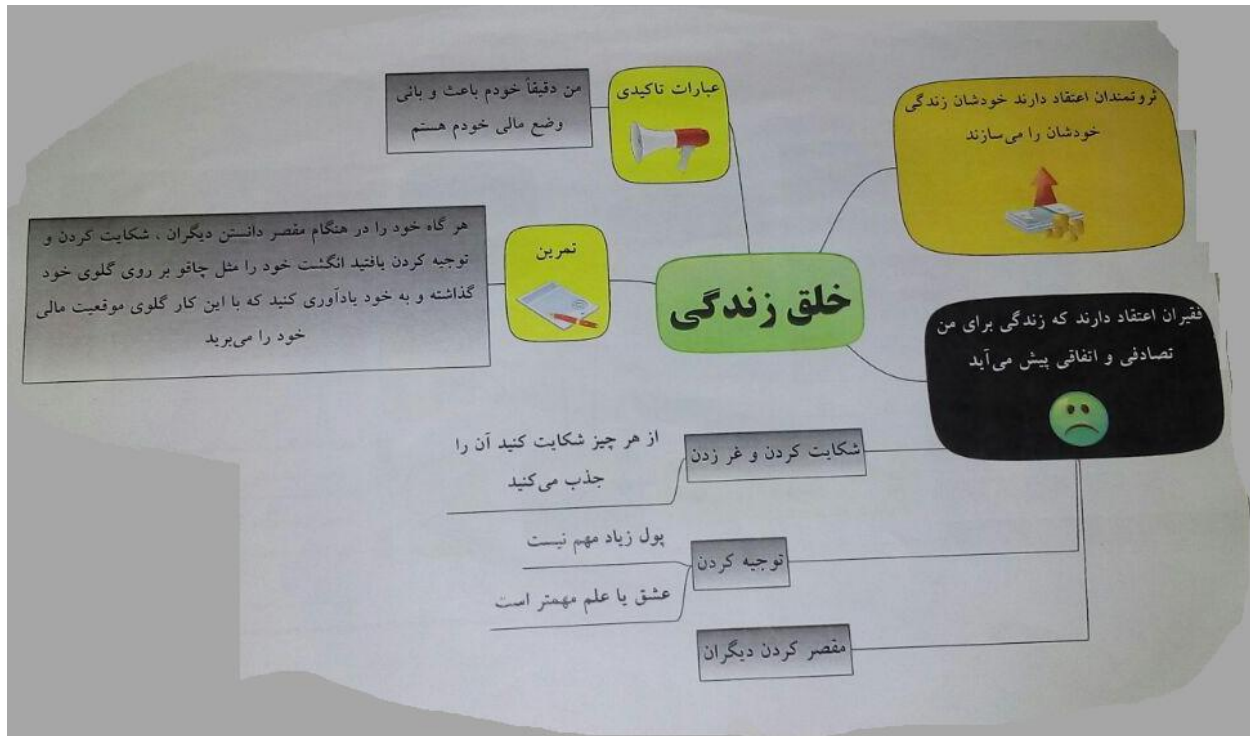 خلق زندگی
ثروتمندان اعتقاد دارند خودشان زندگی
خودشان را می‌سازند
فقیران اعتقاد دارند که زندگی برای من
تصادفی و اتفاقی پیش می‌آید
شکایت کردن و غر زدن
از هر چیز شکایت کنید آن را
جذب می‌کنید
توجیه کردن
پول زیاد مهم نیست
عشق یا علم مهمتر است
مقصر کردن دیگران
عبارات تاکیدی
من دقیقاً خودم باعث و بانی
وضع مالی خودم هستم
تمرین
هر گاه خود را در هنگام مقصر دانستن دیگران ، شکایت کردن و
توجیه کردن یافتید انگشت خود را مثل چاقو بر روی گلوی خود
گذاشته و به خود یادآوری کنید که با این کار گلوی موقعیت مالی
خود را می‌برید